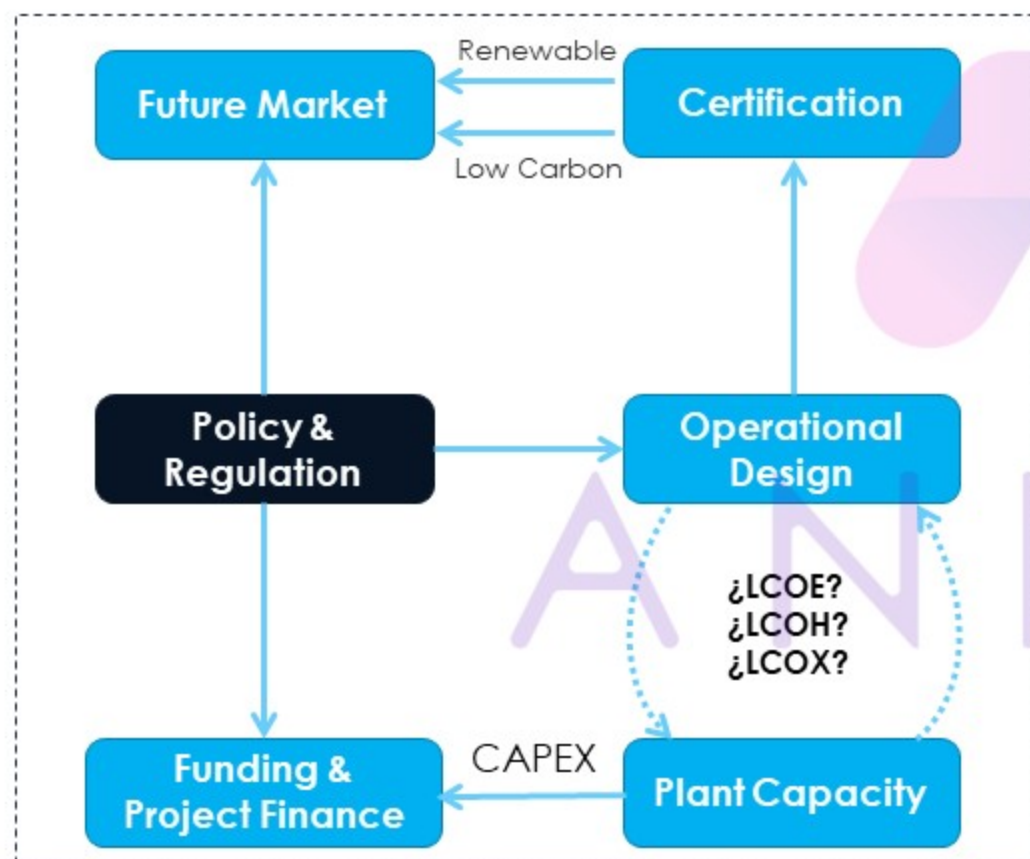 Renewable
Future Market
Certification
Low Carbon
Policy &
Regulation
Operational
Design
¿LCOE?
¿LCOH?
¿LCOX?
Funding &
Project Finance
CAPEX
Plant Capacity